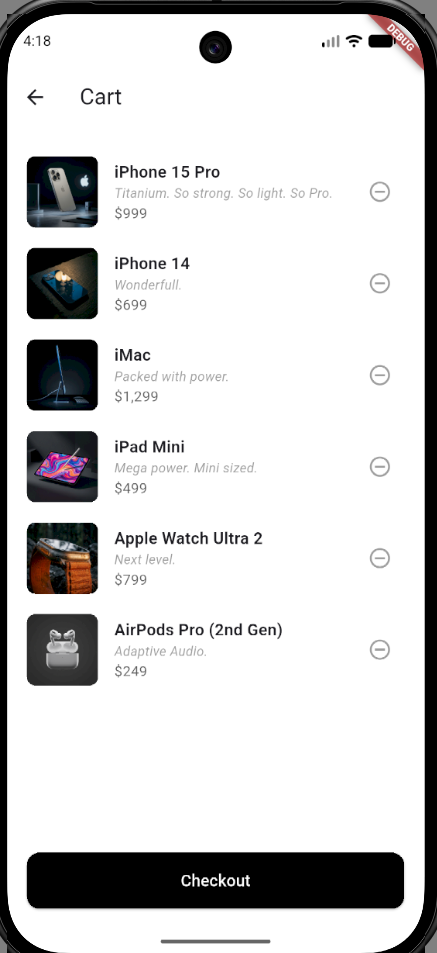 4:18
DEBUG
Cart
iPhone 15 Pro
Titanium. So strong. So light. So Pro.
$999
iPhone 14
Wonderfull.
$699
iMac
Packed with power.
$1,299
iPad Mini
Mega power. Mini sized.
$499
Apple Watch Ultra 2
Next level.
$799
AirPods Pro (2nd Gen)
Adaptive Audio.
$249
Checkout